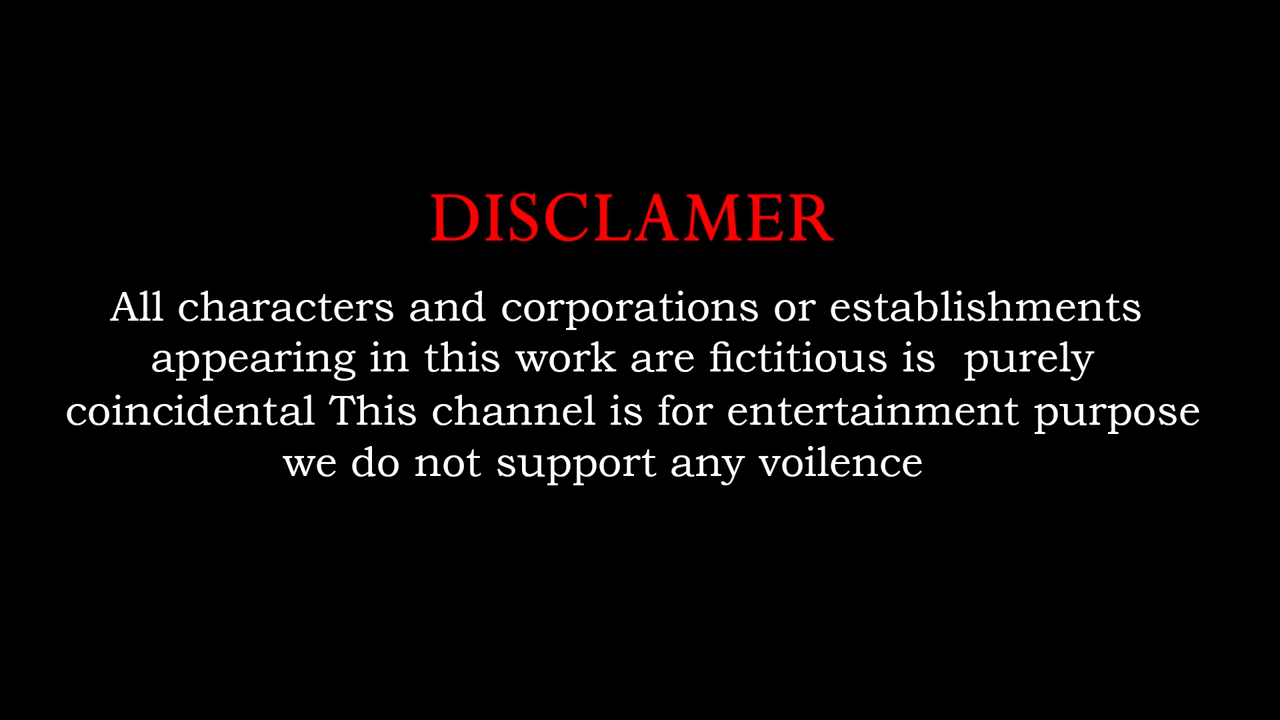 DISCLAMER
All characters and corporations or establishments
appearing in this work are fictitious is  purely
coincidental This channel is for entertainment purpose
we do not support any voilence